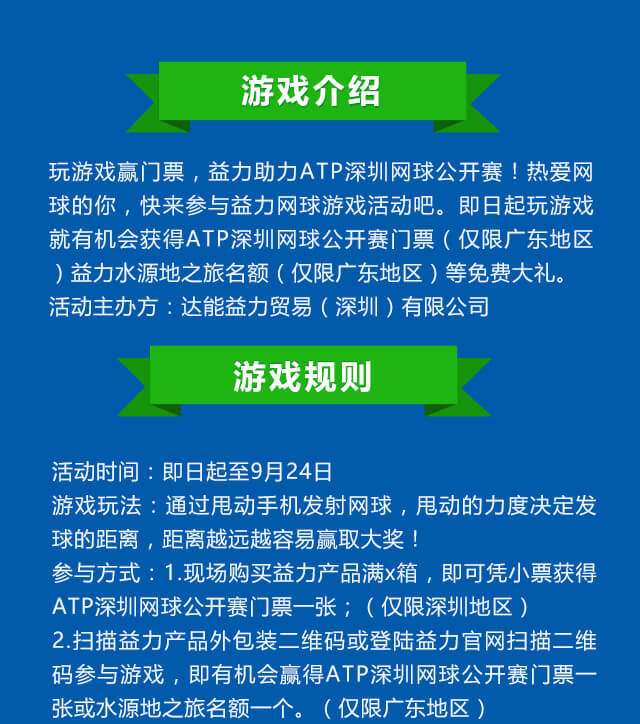 游戏介绍
玩游戏赢门票，益力助力ATP深圳网球公开赛！热爱网
球的你，快来参与益力网球游戏活动吧。即日起玩游戏
就有机会获得ATP深圳网球公开赛门票（仅限广东地区
）益力水源地之旅名额（仅限广东地区）等免费大礼。
活动主办方：达能益力贸易（深圳）有限公司
游戏规则
活动时间：即日起至9月24日
游戏玩法：通过甩动手机发射网球，甩动的力度决定发
球的距离，距离越远越容易赢取大奖！
参与方式：1.现场购买益力产品满x箱，即可凭小票获得
ATP深圳网球公开赛门票一张；（仅限深圳地区）
2.扫描益力产品外包装二维码或登陆益力官网扫描二维
码参与游戏，即有机会赢得ATP深圳网球公开赛门票一
张或水源地之旅名额一个。（仅限广东地区）